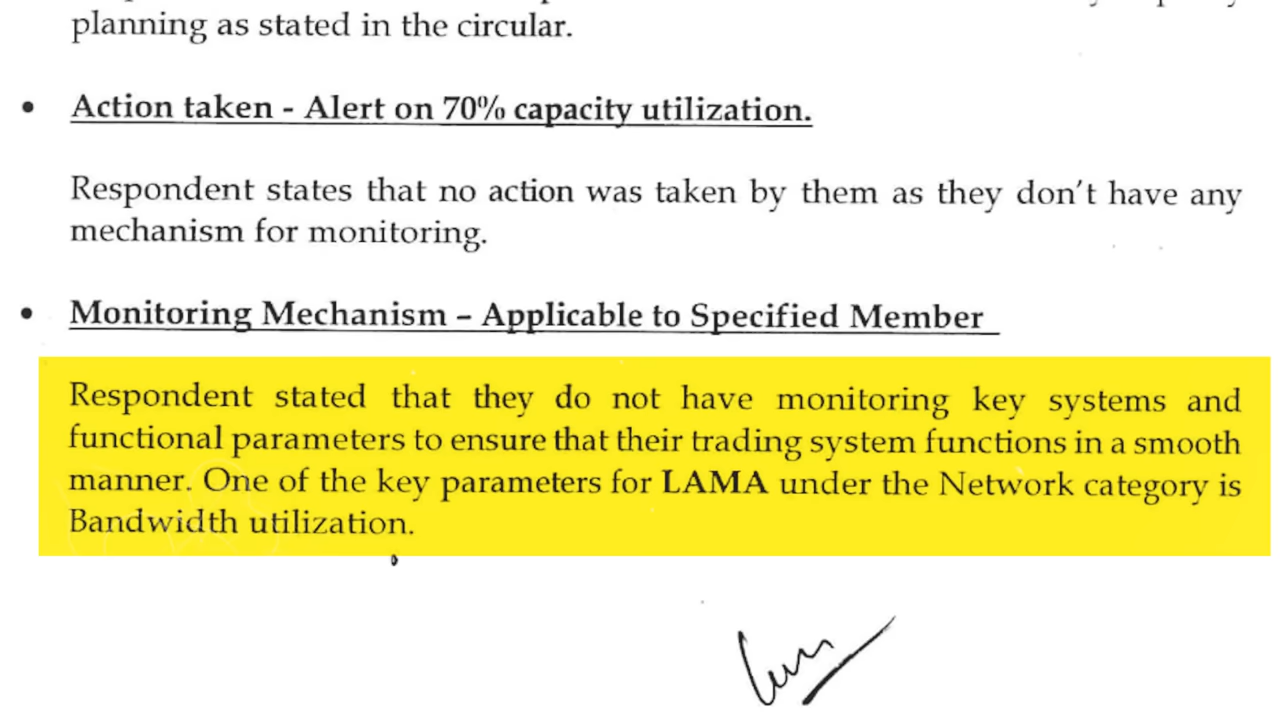 planning as stated in the circular.
• Action taken - Alert on 70% capacity utilization.
Respondent states that no action was taken by them as they don't have any
mechanism for monitoring.
• Monitoring Mechanism – Applicable to Specified Member
Respondent stated that they do not have monitoring key systems and
functional parameters to ensure that their trading system functions in a smooth
manner. One of the key parameters for LAMA under the Network category is
Bandwidth utilization.